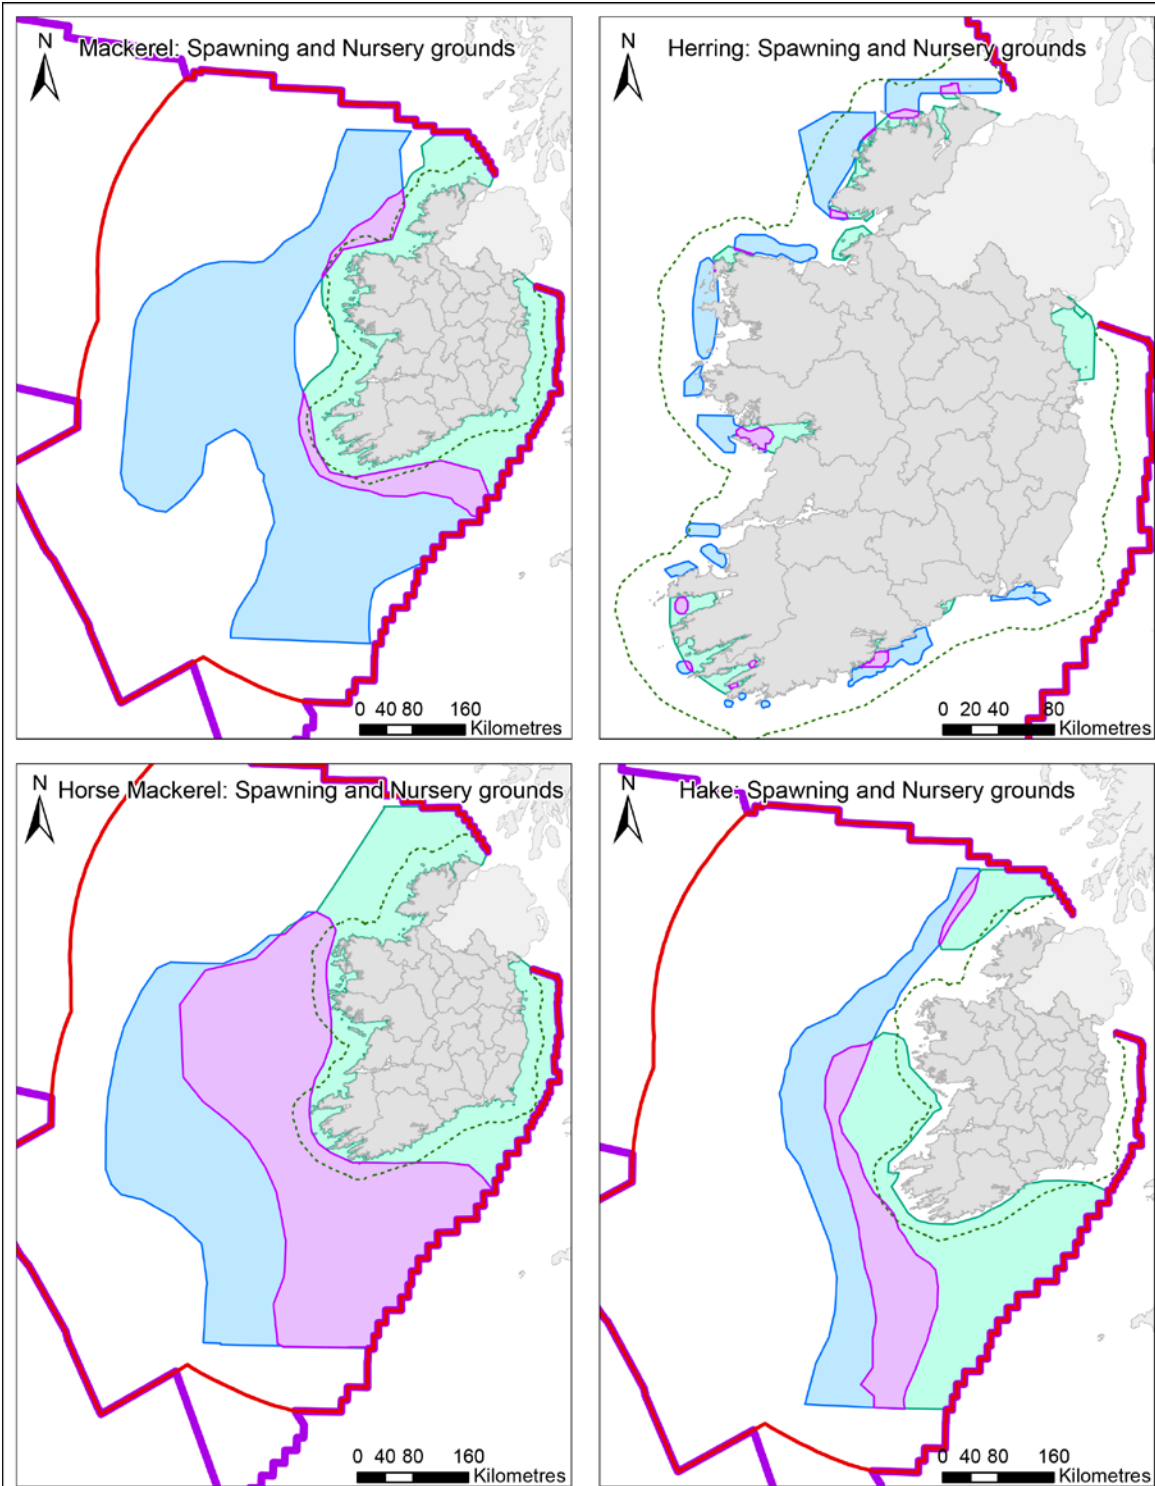 N
Mackerel: Spawning and Nursery grounds
0 40 80 160
Kilometres
N
Herring: Spawning and Nursery grounds
0 20 40 80
Kilometres
N
Horse Mackerel: Spawning and Nursery grounds
0 40 80 160
Kilometres
N
Hake: Spawning and Nursery grounds
0 40 80 160
Kilometres